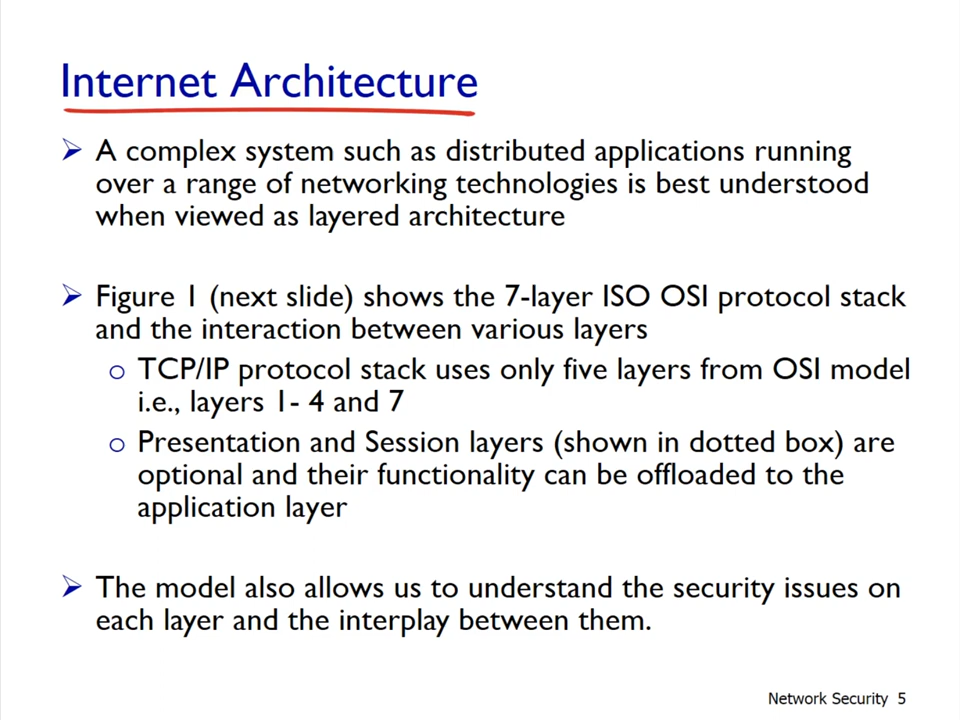 Internet Architecture
➢ A complex system such as distributed applications running
over a range of networking technologies is best understood
when viewed as layered architecture
➢ Figure 1 (next slide) shows the 7-layer ISO OSI protocol stack
and the interaction between various layers
o TCP/IP protocol stack uses only five layers from OSI model
i.e., layers 1- 4 and 7
o Presentation and Session layers (shown in dotted box) are
optional and their functionality can be offloaded to the
application layer
➢ The model also allows us to understand the security issues on
each layer and the interplay between them.
Network Security 5